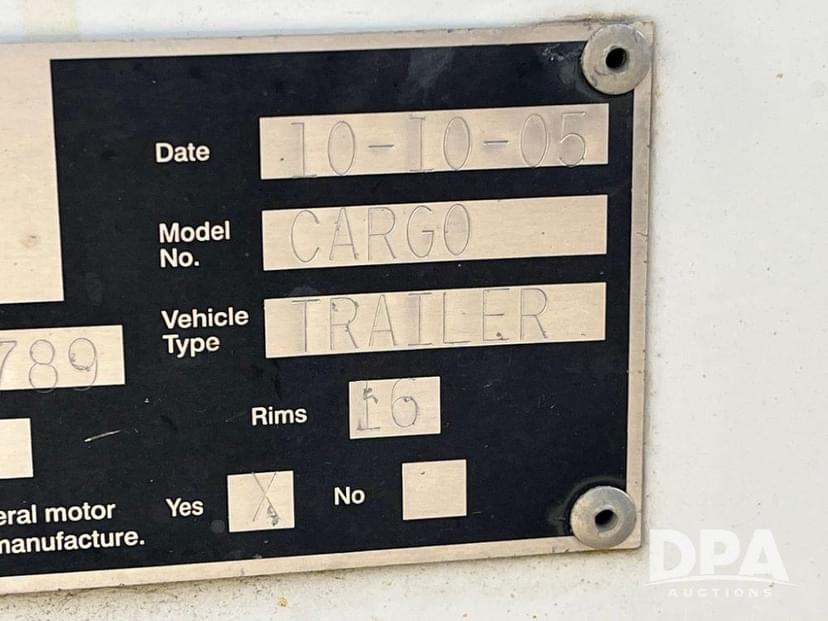 Date 10-10-05
Model No. CARGO
Vehicle Type TRAILER
789
Rims 16
Yes X No
eral motor
manufacture.
DPA
AUCTIONS